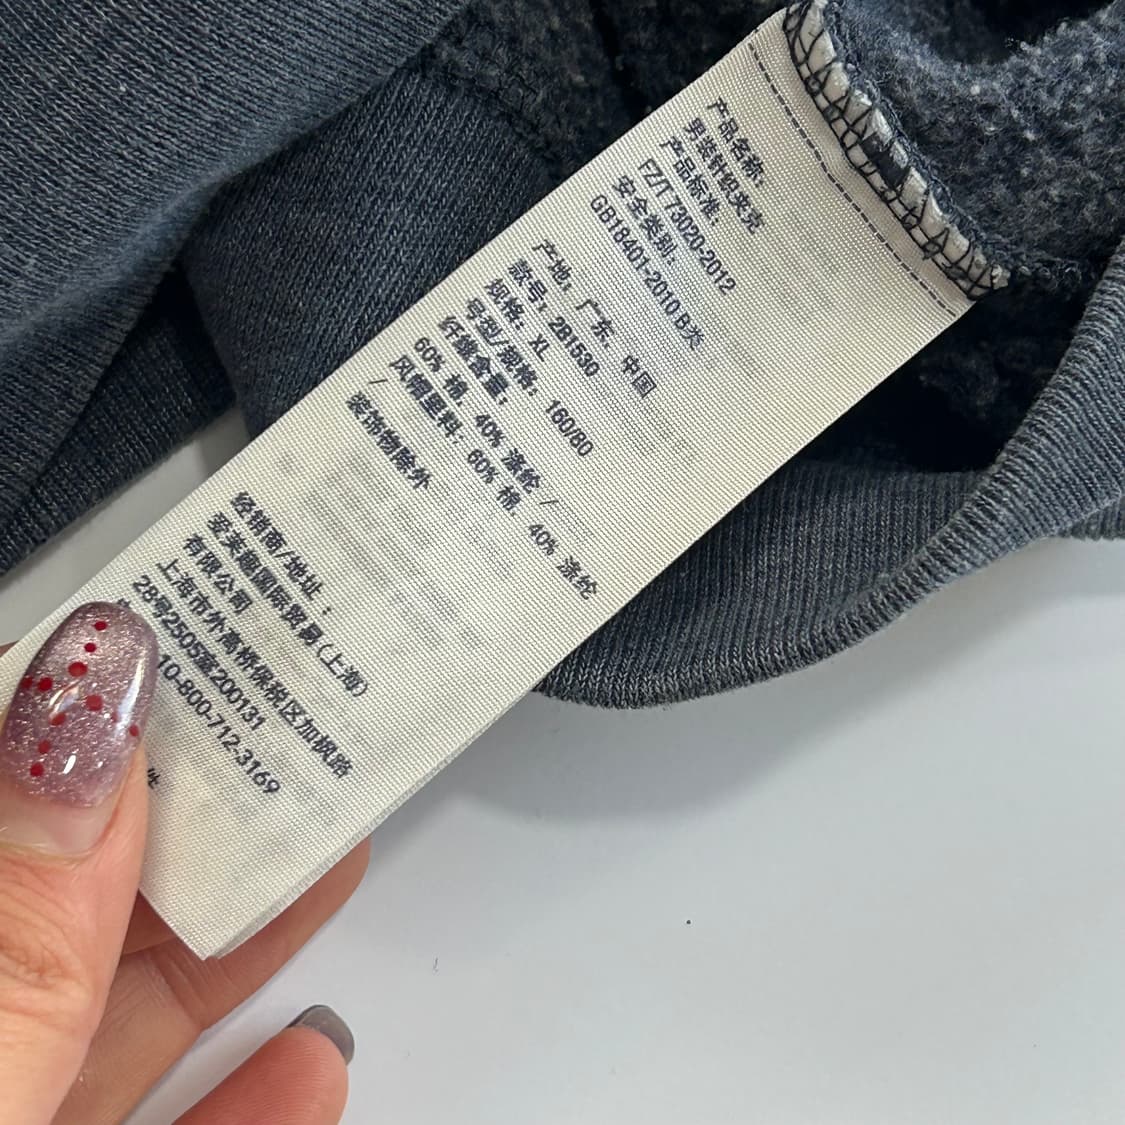 产品名称：
男装针织夹克
产品标准：
FZ/T 73020-2012
安全类别：
GB18401-2010 B类
产地：广东，中国
款号：281530
规格：XL
号型/规格：160/80
纤维含量：
60% 棉，40% 涤纶 /
风帽里料：60% 棉，40% 涤纶
/
装饰物除外
经销商/地址：
国际贸易（上海）
有限公司
上海市外高桥保税区加枫路
28号2505室200131
10-800-712-3169
件